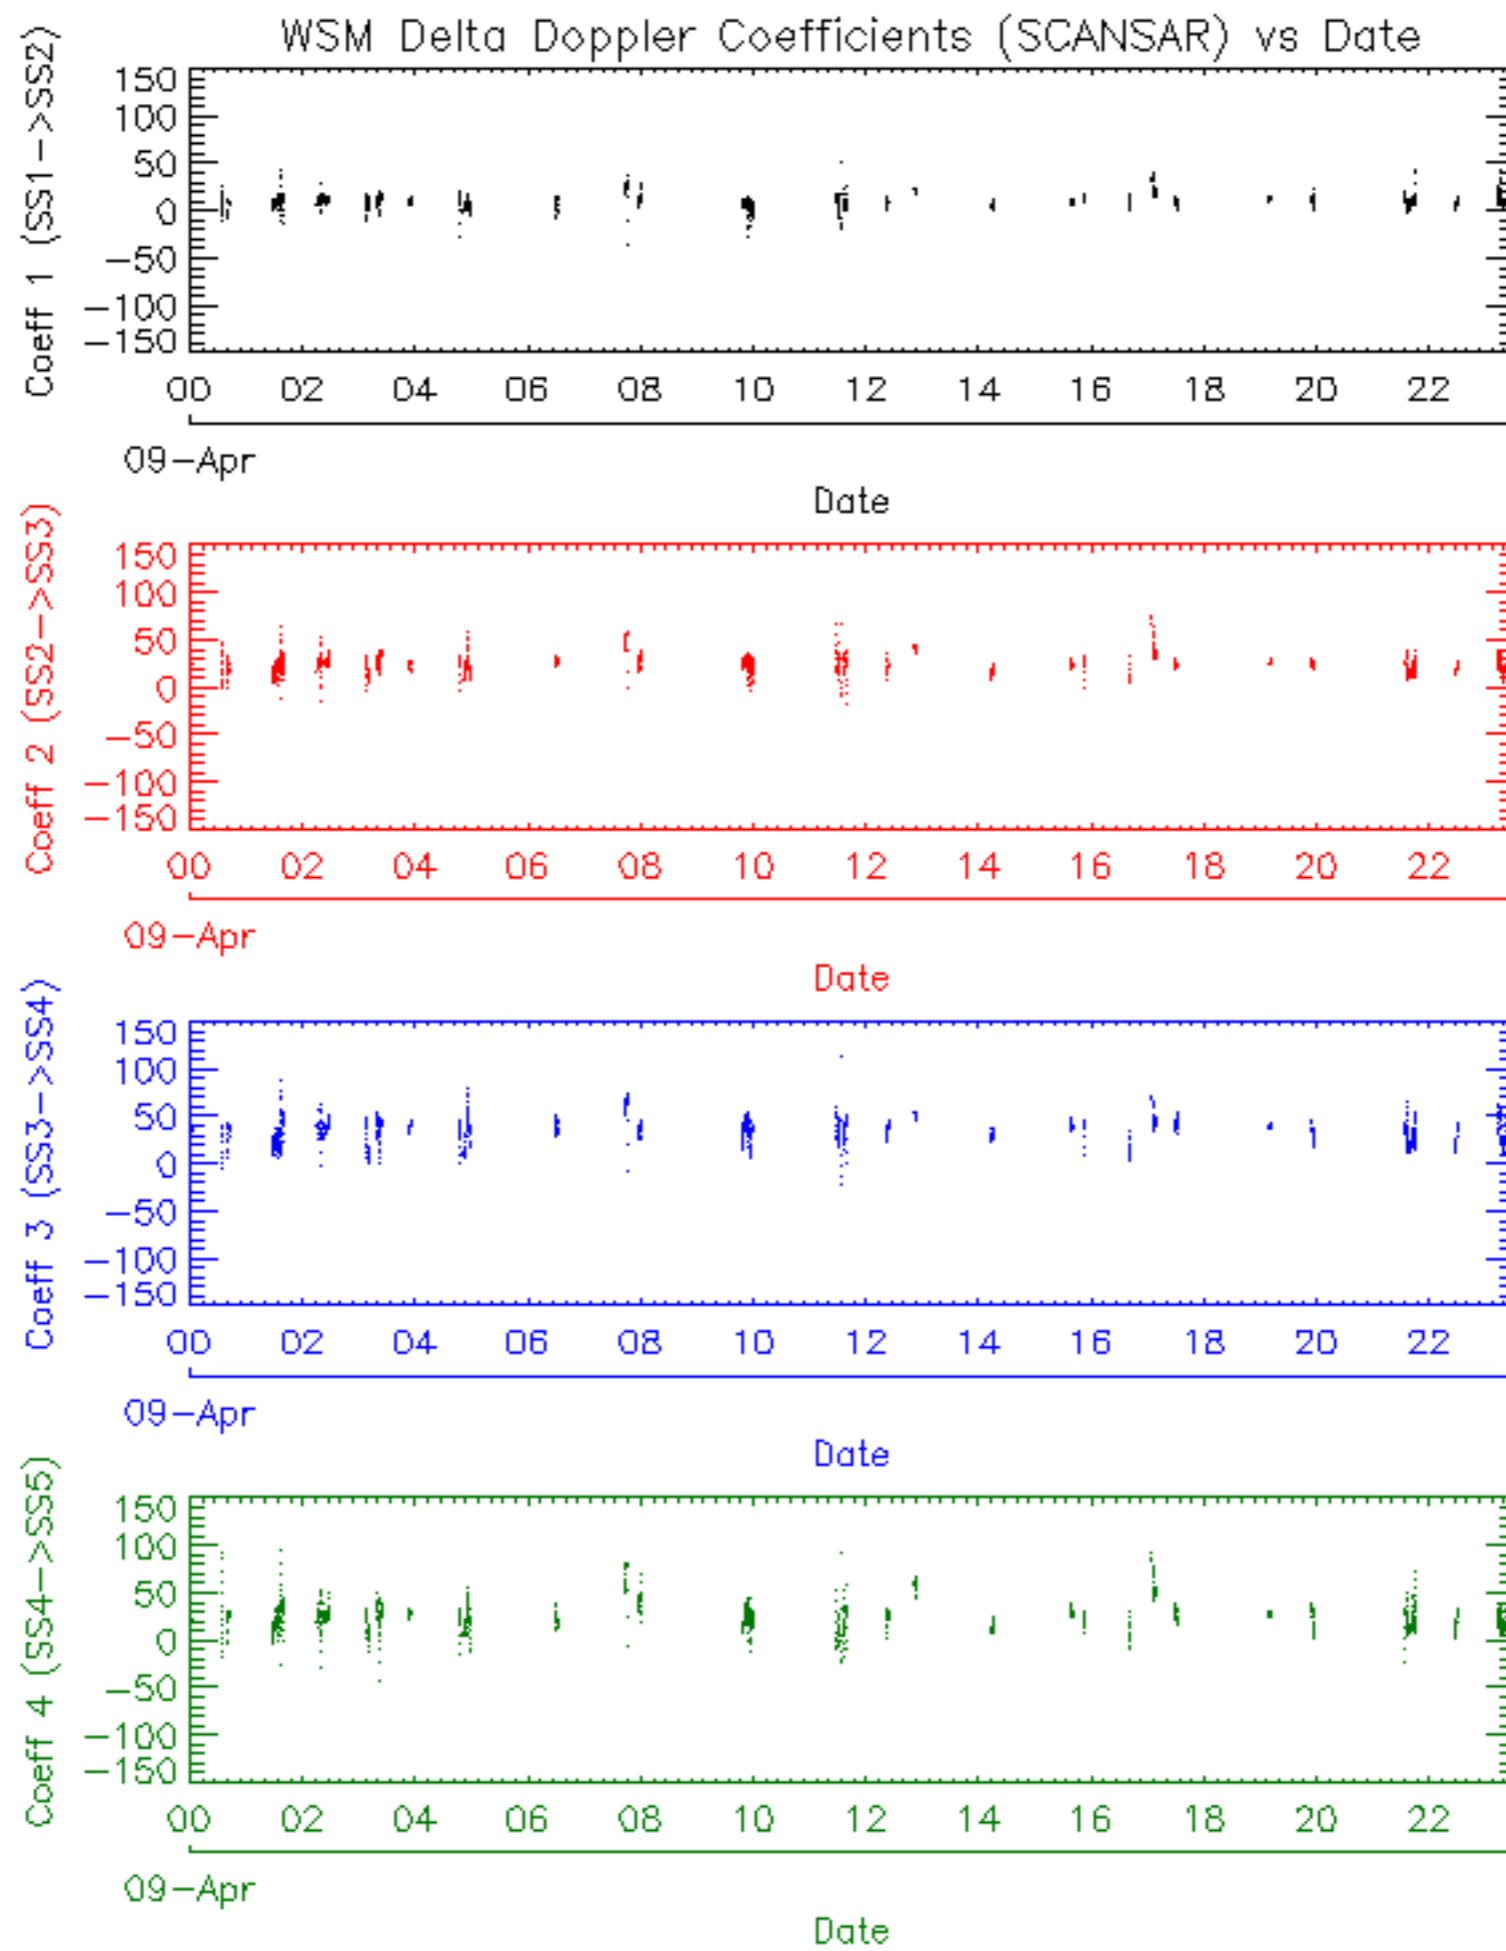 WSM Delta Doppler Coefficients (SCANSAR) vs Date
Coeff 1 (SS1->SS2)
150
100
50
0
-50
-100
-150
00 02 04 06 08 10 12 14 16 18 20 22
09-Apr
Date
Coeff 2 (SS2->SS3)
150
100
50
0
-50
-100
-150
00 02 04 06 08 10 12 14 16 18 20 22
09-Apr
Date
Coeff 3 (SS3->SS4)
150
100
50
0
-50
-100
-150
00 02 04 06 08 10 12 14 16 18 20 22
09-Apr
Date
Coeff 4 (SS4->SS5)
150
100
50
0
-50
-100
-150
00 02 04 06 08 10 12 14 16 18 20 22
09-Apr
Date